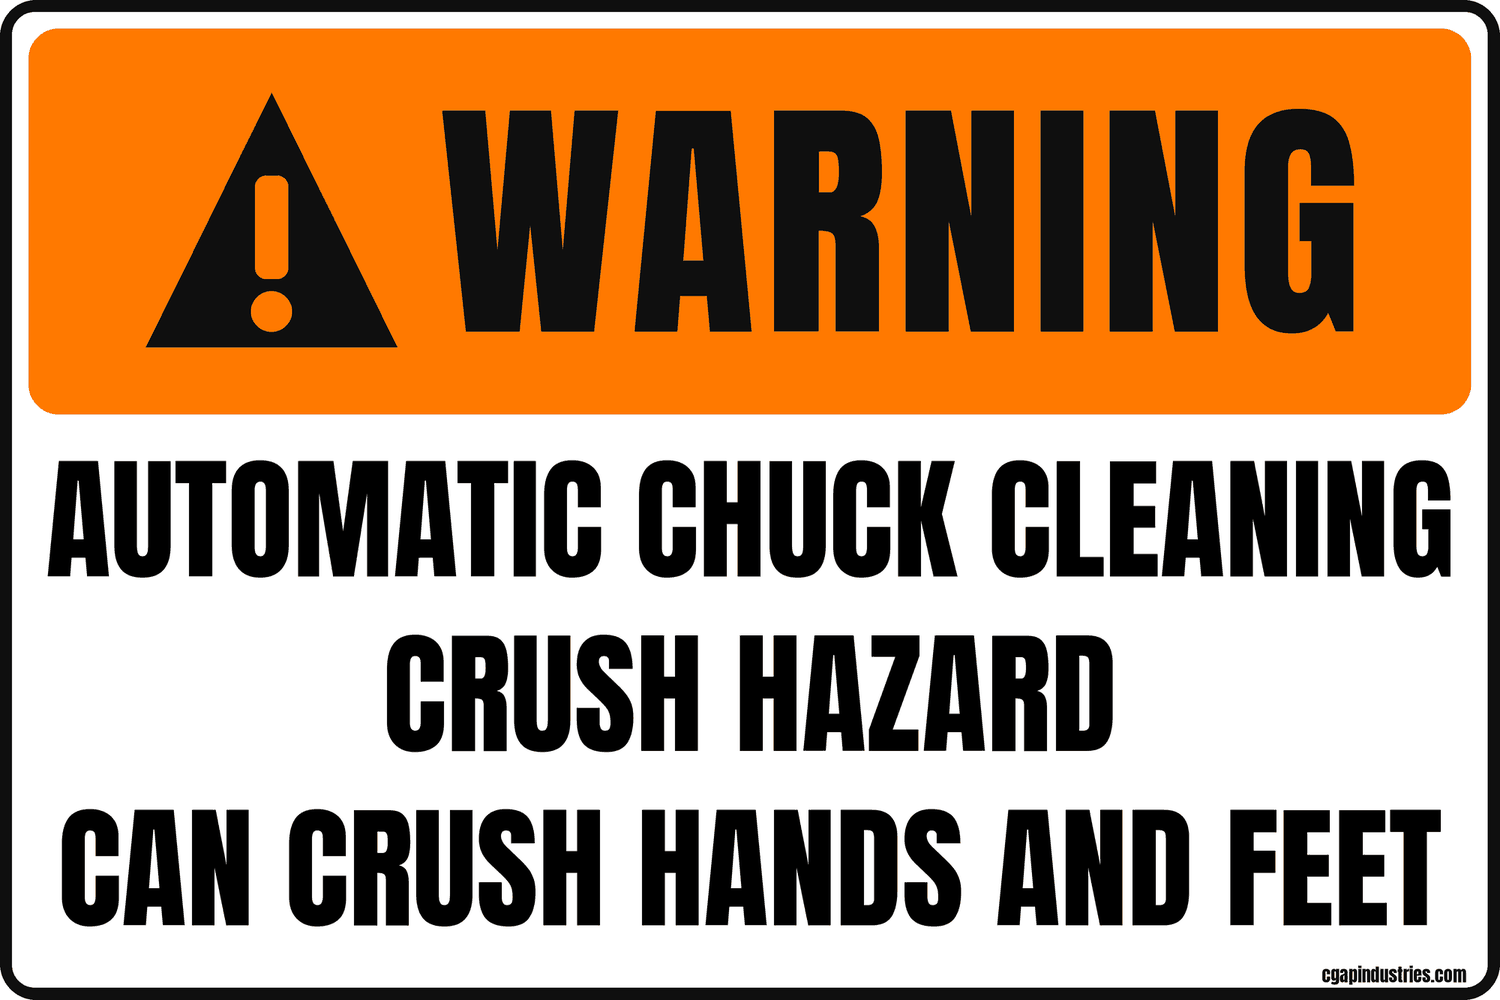 WARNING
AUTOMATIC CHUCK CLEANING
CRUSH HAZARD
CAN CRUSH HANDS AND FEET
cgapindustries.com